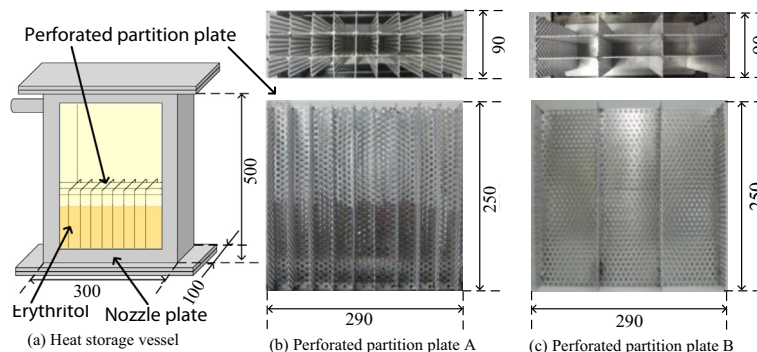 Perforated partition plate
500
300
100
Erythritol
Nozzle plate
(a) Heat storage vessel
90
250
290
(b) Perforated partition plate A
90
250
290
(c) Perforated partition plate B